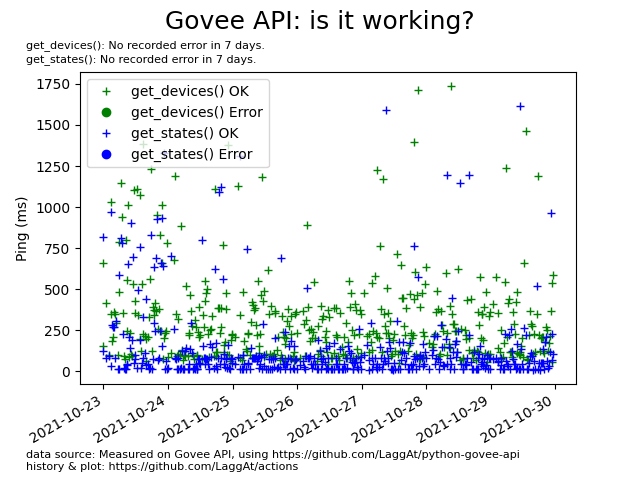 Govee API: is it working?
get_devices(): No recorded error in 7 days.
get_states(): No recorded error in 7 days.
get_devices() OK
get_devices() Error
get_states() OK
get_states() Error
Ping (ms)
1750
1500
1250
1000
750
500
250
0
2021-10-23
2021-10-24
2021-10-25
2021-10-26
2021-10-27
2021-10-28
2021-10-29
2021-10-30
data source: Measured on Govee API, using https://github.com/LaggAt/python-govee-api
history & plot: https://github.com/LaggAt/actions